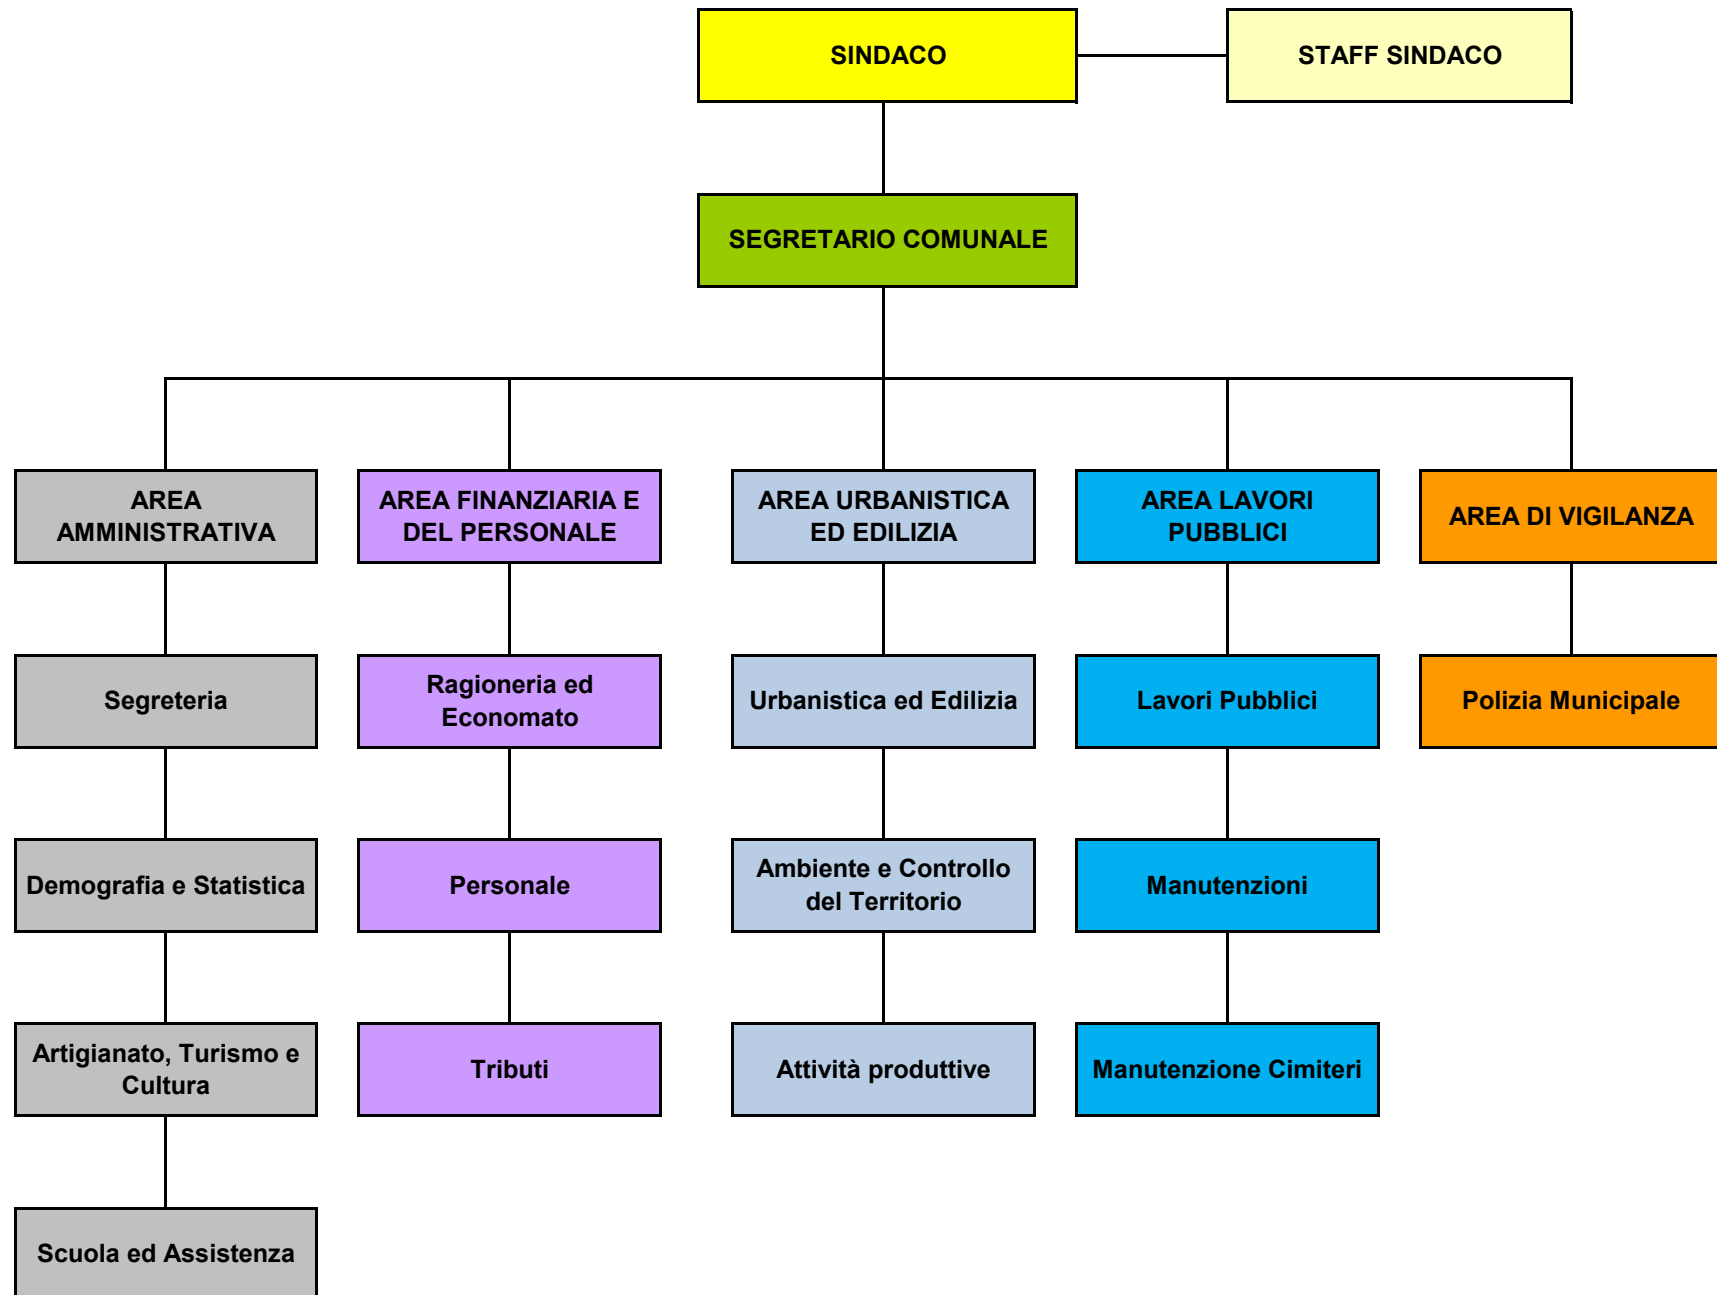 SINDACO
STAFF SINDACO
SEGRETARIO COMUNALE
AREA
AMMINISTRATIVA
AREA FINANZIARIA E
DEL PERSONALE
AREA URBANISTICA
ED EDILIZIA
AREA LAVORI
PUBBLICI
AREA DI VIGILANZA
Segreteria
Ragioneria ed
Economato
Urbanistica ed Edilizia
Lavori Pubblici
Polizia Municipale
Demografia e Statistica
Personale
Ambiente e Controllo
del Territorio
Manutenzioni
Artigianato, Turismo e
Cultura
Tributi
Attività produttive
Manutenzione Cimiteri
Scuola ed Assistenza